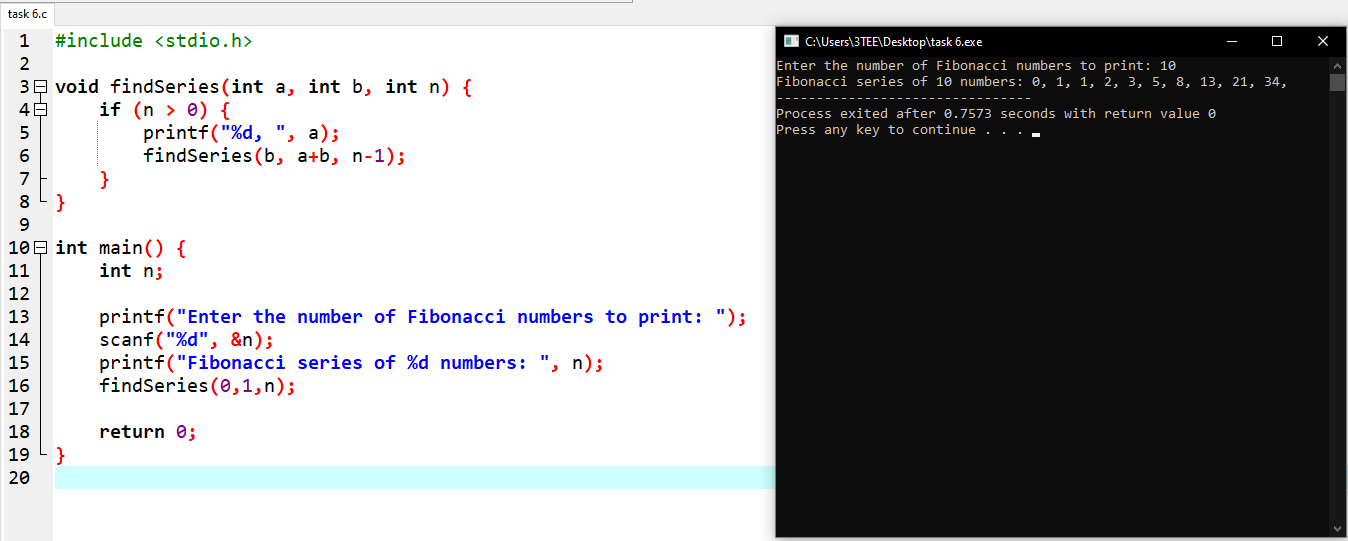 task 6.c
1 #include <stdio.h>
2
3 void findSeries(int a, int b, int n) {
4     if (n > 0) {
5         printf("%d, ", a);
6         findSeries(b, a+b, n-1);
7     }
8 }
9
10 int main() {
11     int n;
12
13     printf("Enter the number of Fibonacci numbers to print: ");
14     scanf("%d", &n);
15     printf("Fibonacci series of %d numbers: ", n);
16     findSeries(0,1,n);
17
18     return 0;
19 }
20
C:\Users\3TEE\Desktop\task 6.exe
Enter the number of Fibonacci numbers to print: 10
Fibonacci series of 10 numbers: 0, 1, 1, 2, 3, 5, 8, 13, 21, 34,
--------------------------------
Process exited after 0.7573 seconds with return value 0
Press any key to continue . . .